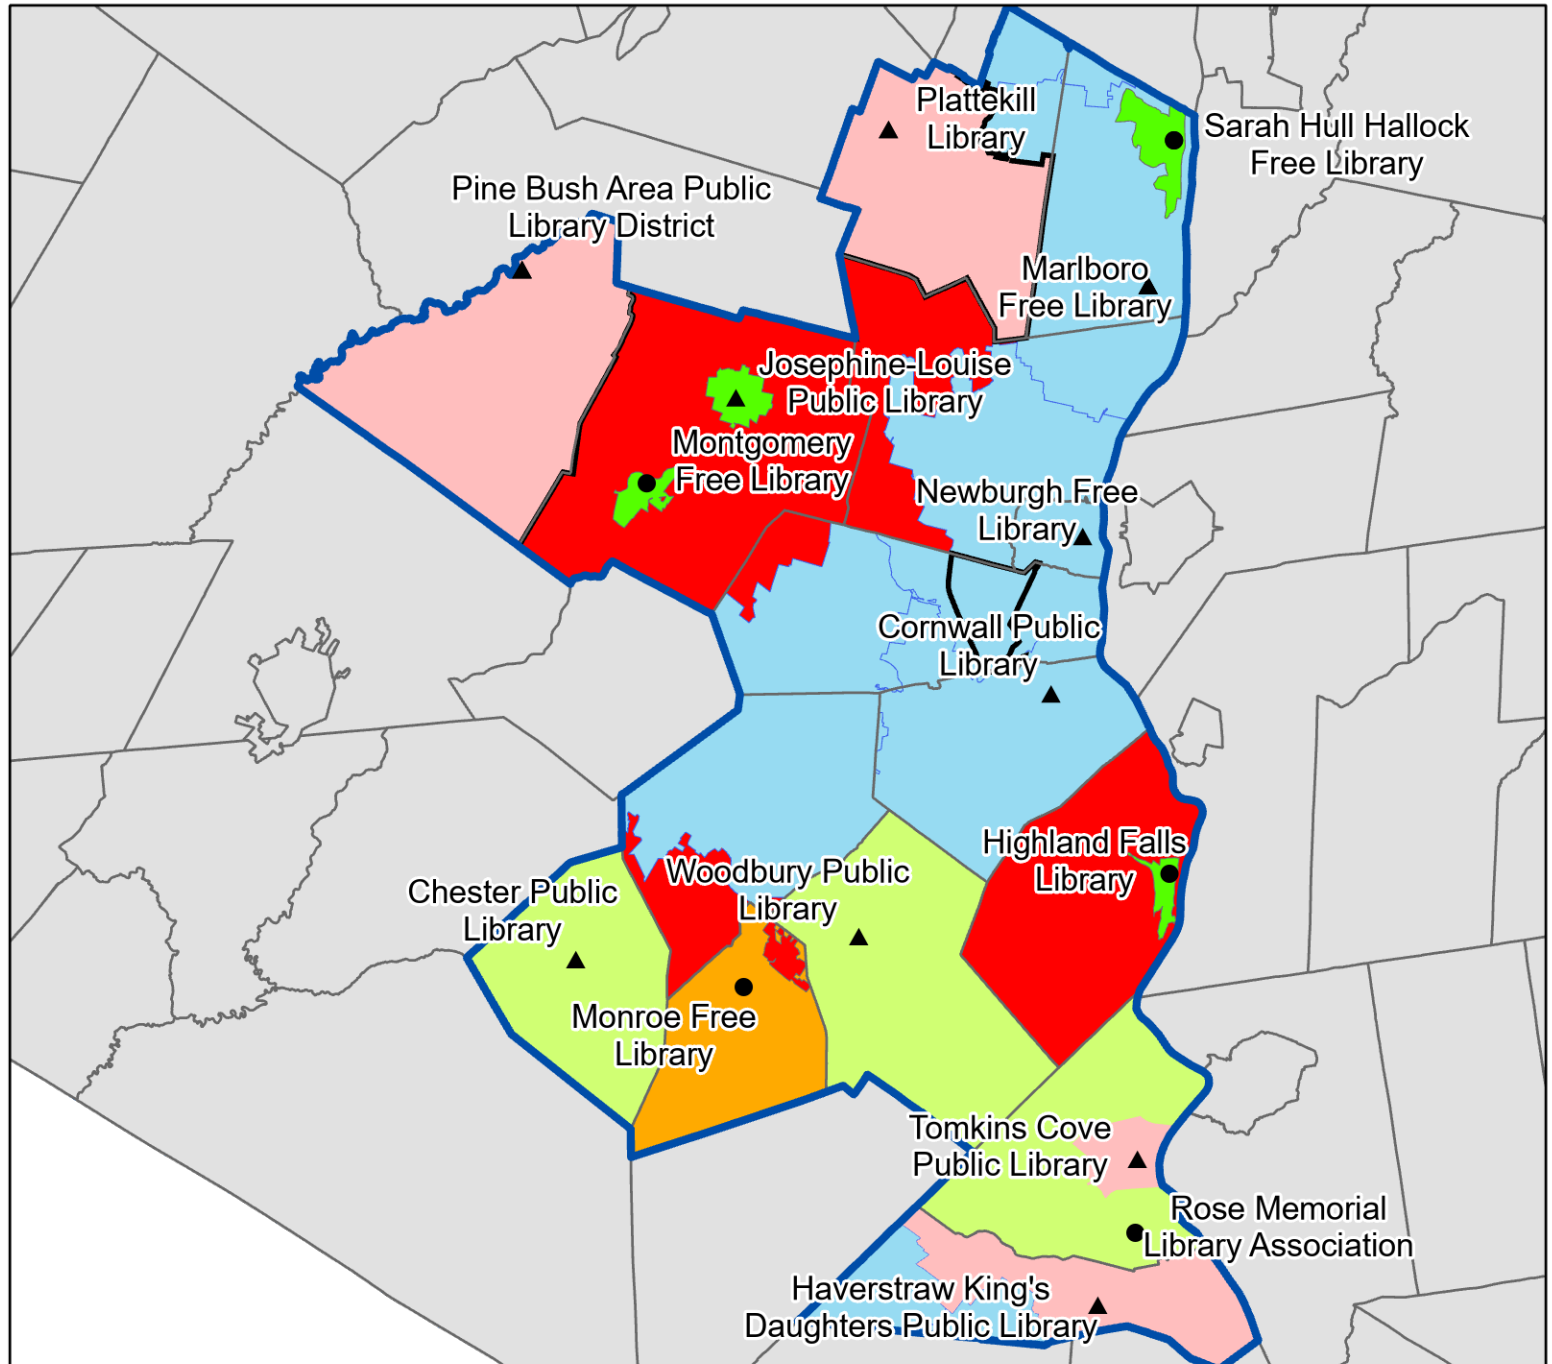 Plattekill
Library
Sarah Hull Hallock
Free Library
Pine Bush Area Public
Library District
Marlboro
Free Library
Josephine-Louise
Public Library
Montgomery
Free Library
Newburgh Free
Library
Cornwall Public
Library
Highland Falls
Library
Woodbury Public
Library
Chester Public
Library
Monroe Free
Library
Tomkins Cove
Public Library
Rose Memorial
Library Association
Haverstraw King's
Daughters Public Library